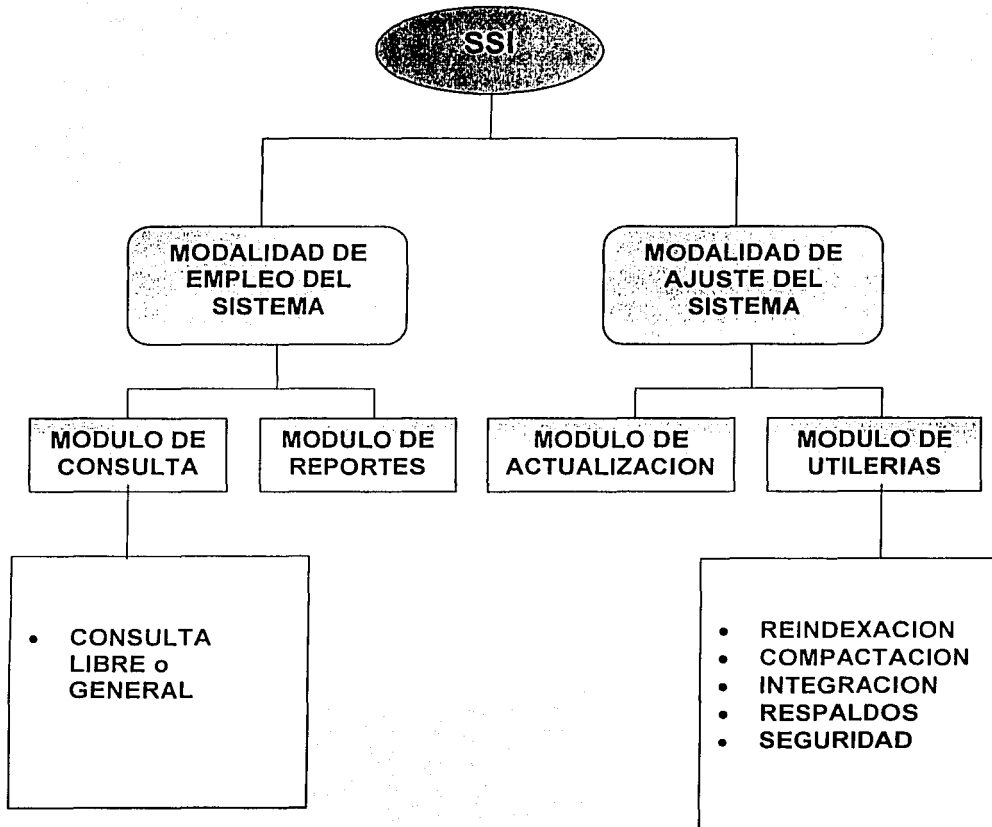 SSI
MODALIDAD DE
EMPLEO DEL
SISTEMA
MODALIDAD DE
AJUSTE DEL
SISTEMA
MODULO DE
CONSULTA
MODULO DE
REPORTES
MODULO DE
ACTUALIZACION
MODULO DE
UTILERIAS
• CONSULTA
LIBRE o
GENERAL
• REINDEXACION
• COMPACTACION
• INTEGRACION
• RESPALDOS
• SEGURIDAD